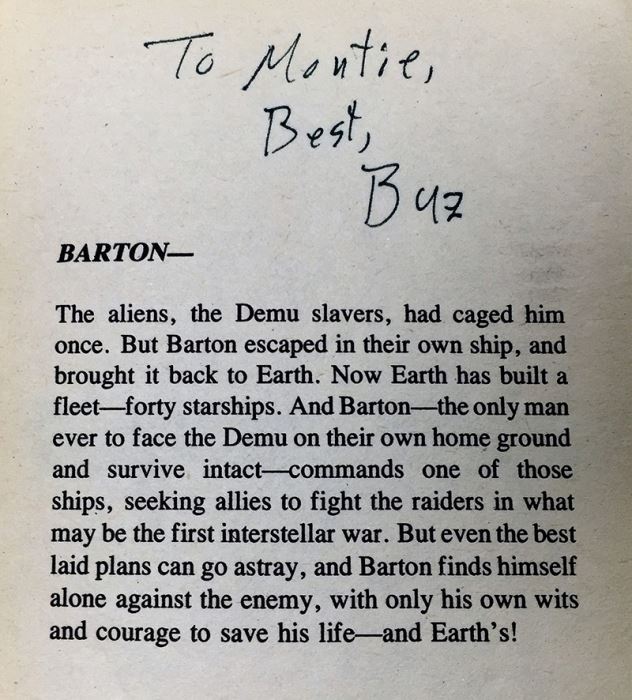 To Montie,
Best,
Buz
BARTON—
The aliens, the Demu slavers, had caged him
once. But Barton escaped in their own ship, and
brought it back to Earth. Now Earth has built a
fleet—forty starships. And Barton—the only man
ever to face the Demu on their own home ground
and survive intact—commands one of those
ships, seeking allies to fight the raiders in what
may be the first interstellar war. But even the best
laid plans can go astray, and Barton finds himself
alone against the enemy, with only his own wits
and courage to save his life—and Earth's!